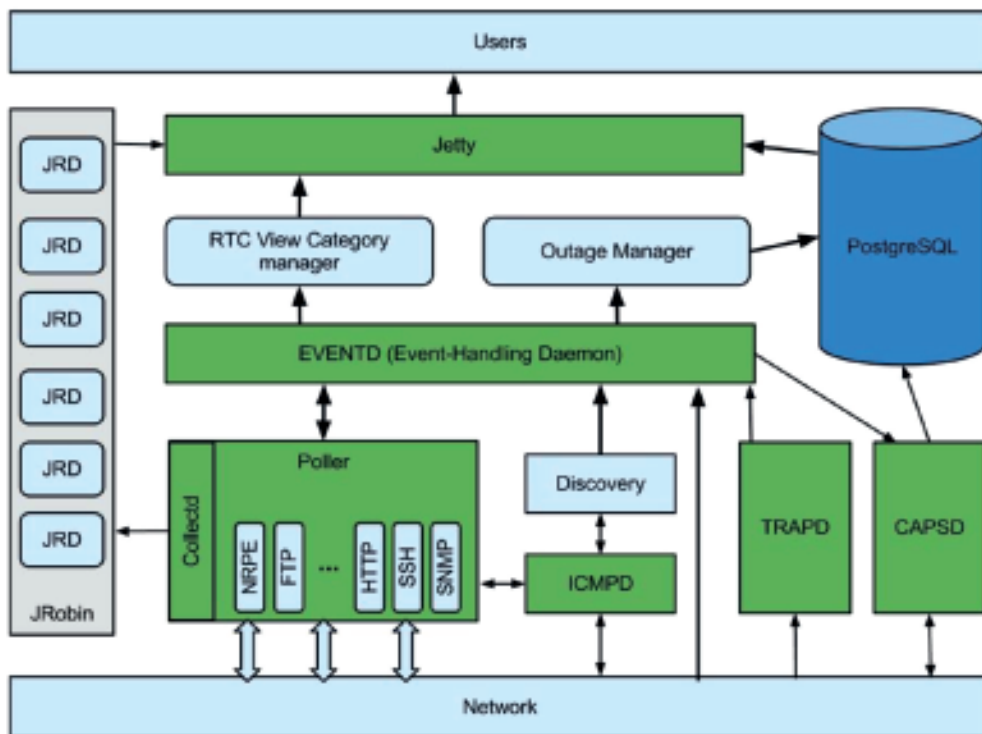 Users
Jetty
JRD
JRD
JRD
JRD
JRD
JRD
JRobin
RTC View Category
manager
Outage Manager
PostgreSQL
EVENTD (Event-Handling Daemon)
Collectd
Poller
NRPE
FTP
...
HTTP
SSH
SNMP
Discovery
ICMPD
TRAPD
CAPSD
Network